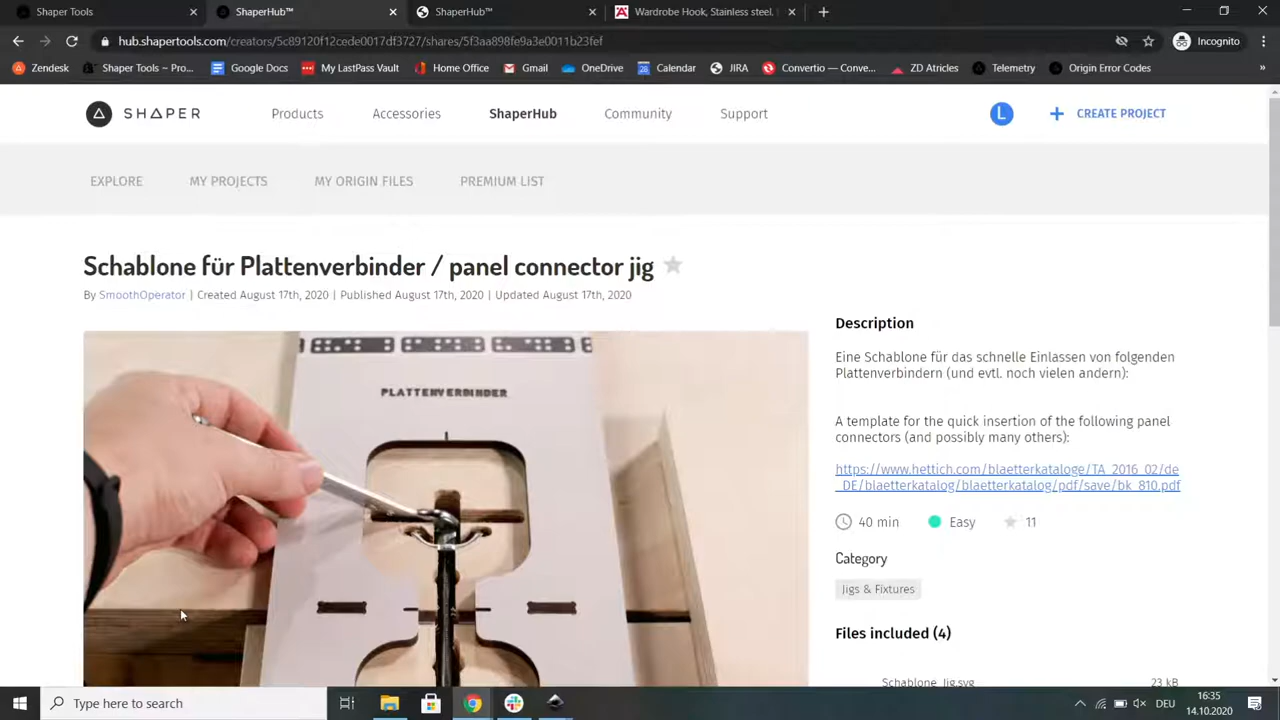 Shaper Tools
ShaperHub™
ShaperHub™
Wardrobe Hook, Stainless steel,
hub.shapertools.com/creators/5c89120f12cede0017df3727/shares/5f3aa898fe9a3e0011b23fef
Incognito
Zendesk
Shaper Tools – Pro...
Google Docs
My LastPass Vault
Home Office
Gmail
OneDrive
Calendar
JIRA
Convertio — Conve...
ZD Atricles
Telemetry
Origin Error Codes
»
SHAPER
Products
Accessories
ShaperHub
Community
Support
L
+ CREATE PROJECT
EXPLORE
MY PROJECTS
MY ORIGIN FILES
PREMIUM LIST
Schablone für Plattenverbinder / panel connector jig
By SmoothOperator | Created August 17th, 2020 | Published August 17th, 2020 | Updated August 17th, 2020
PLATTENVERBINDER
Description
Eine Schablone für das schnelle Einlassen von folgenden
Plattenverbindern (und evtl. noch vielen andern):
A template for the quick insertion of the following panel
connectors (and possibly many others):
https://www.hettich.com/blaetterkataloge/TA_2016_02/de
_DE/blaetterkatalog/blaetterkatalog/pdf/save/bk_810.pdf
40 min
Easy
11
Category
Jigs & Fixtures
Files included (4)
Schablone_Jig.svg
23 kB
Type here to search
DEU
16:35
14.10.2020